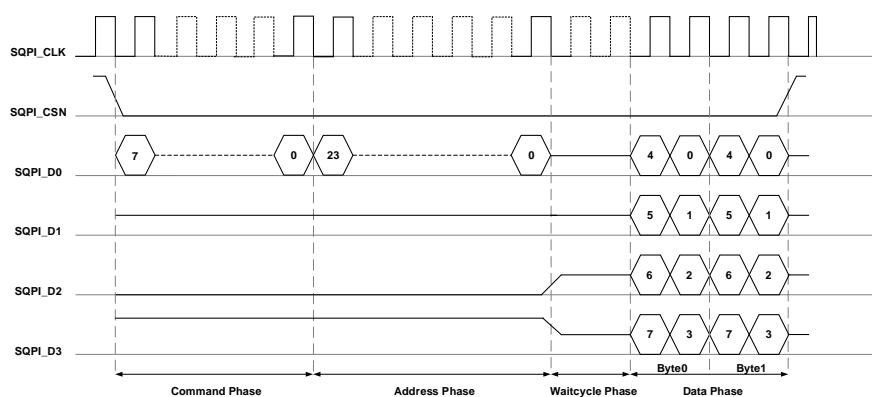 SQPI_CLK
SQPI_CSN
7 0 23 0 4 0 4 0
SQPI_D0
5 1 5 1
SQPI_D1
6 2 6 2
SQPI_D2
7 3 7 3
SQPI_D3
Byte0 Byte1
Command Phase Address Phase Waitcycle Phase Data Phase